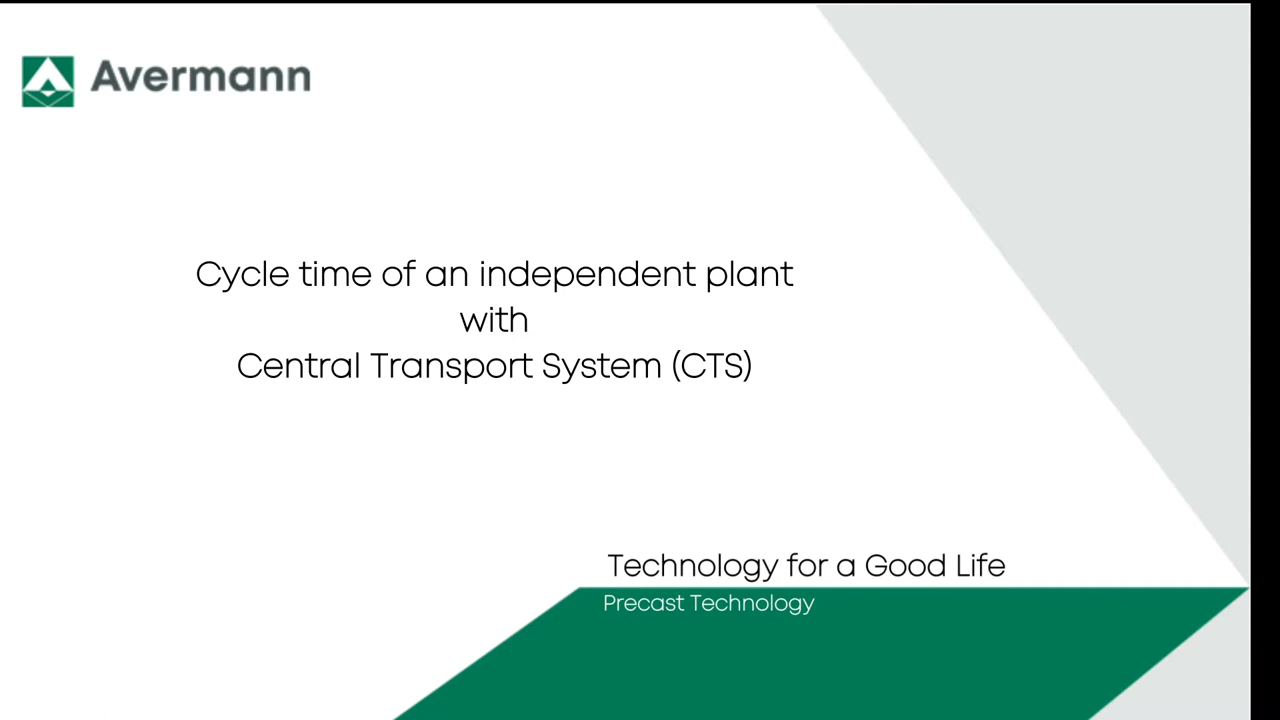 Avermann
Cycle time of an independent plant
with
Central Transport System (CTS)
Technology for a Good Life
Precast Technology